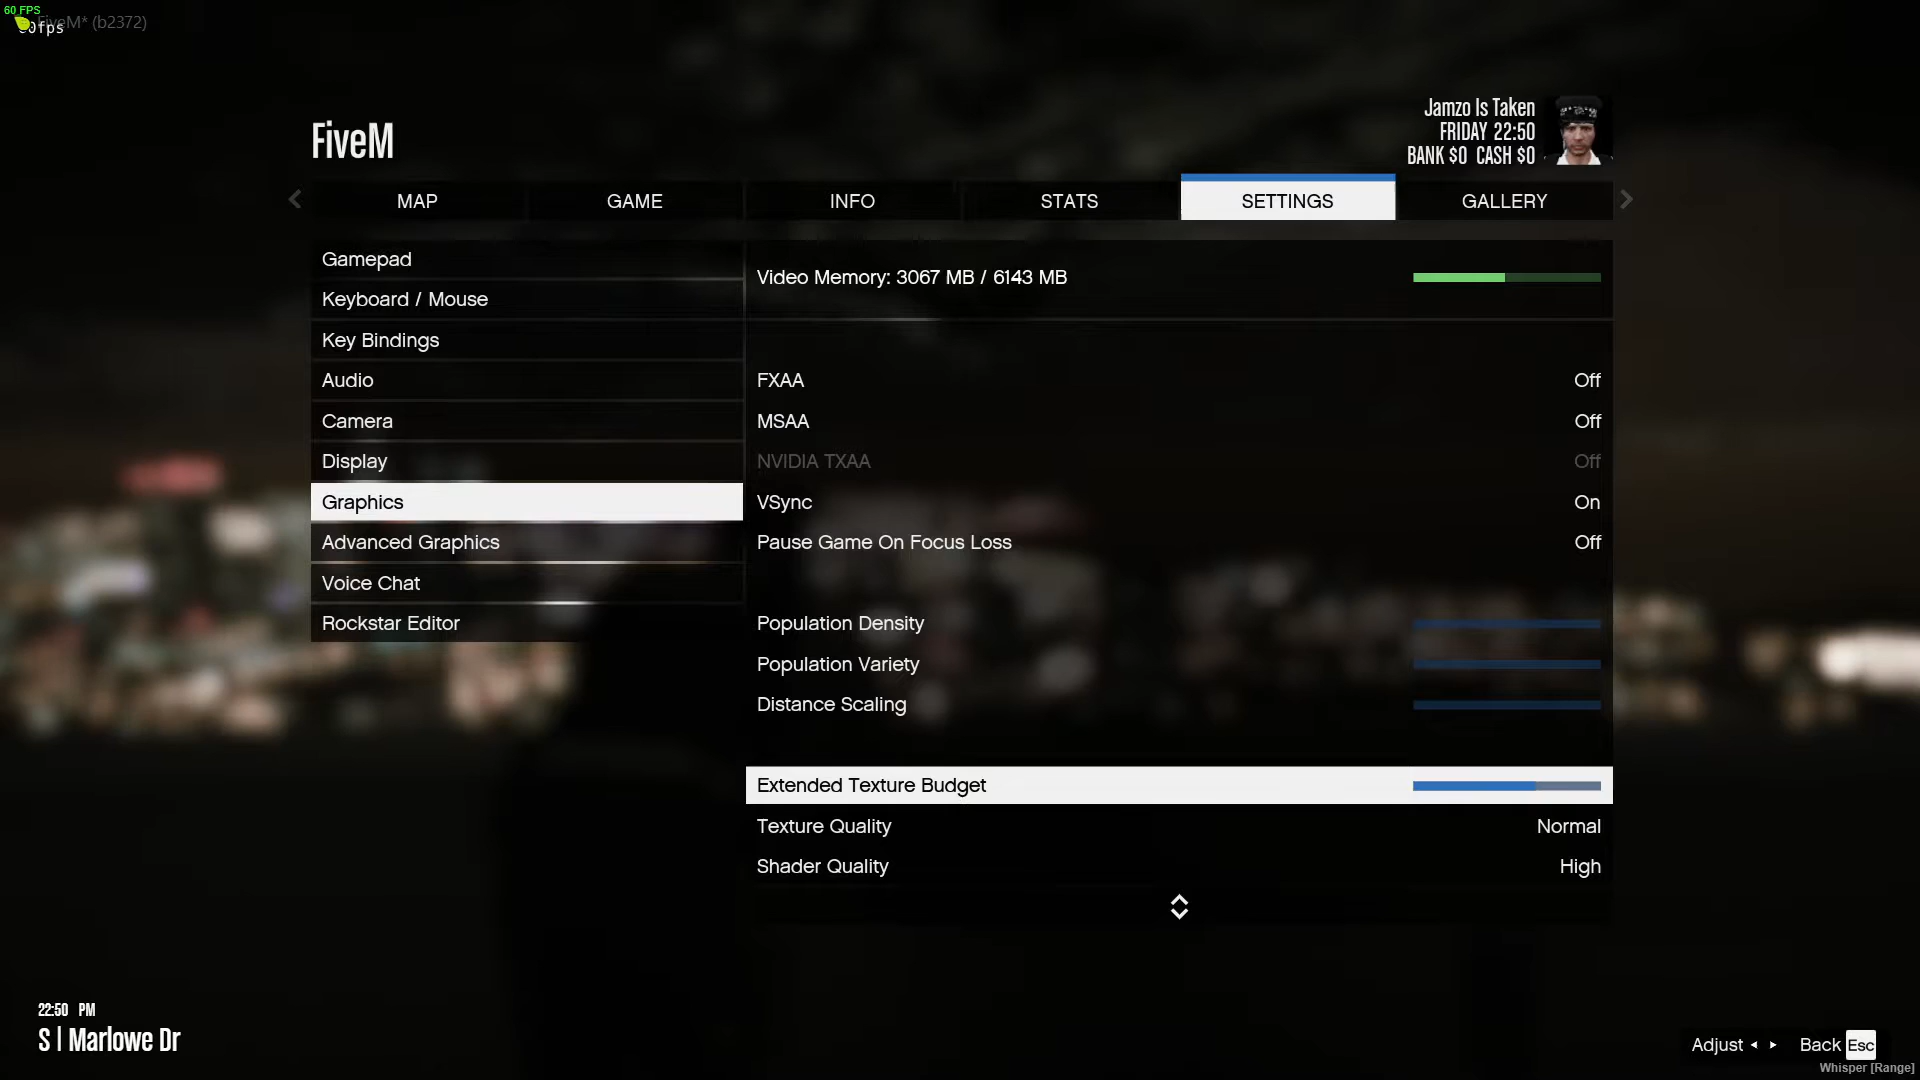 60 FPS
FiveM* (b2372)
60fps
FiveM
Jamzo Is Taken
FRIDAY 22:50
BANK $0 CASH $0
MAP
GAME
INFO
STATS
SETTINGS
GALLERY
Gamepad
Keyboard / Mouse
Key Bindings
Audio
Camera
Display
Graphics
Advanced Graphics
Voice Chat
Rockstar Editor
Video Memory: 3067 MB / 6143 MB
FXAA Off
MSAA Off
NVIDIA TXAA Off
VSync On
Pause Game On Focus Loss Off
Population Density
Population Variety
Distance Scaling
Extended Texture Budget
Texture Quality Normal
Shader Quality High
22:50 PM
S | Marlowe Dr
Adjust
Back Esc
Whisper [Range]